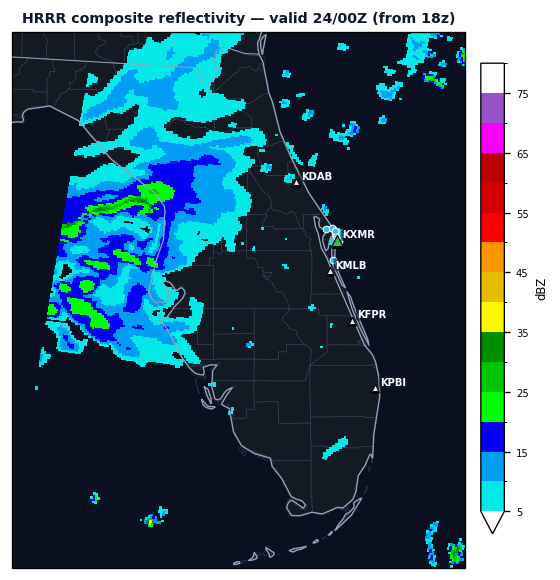 HRRR composite reflectivity — valid 24/00Z (from 18z)
KDAB
KXMR
KMLB
KFPR
KPBI
75
65
55
45
35
25
15
5
dBZ